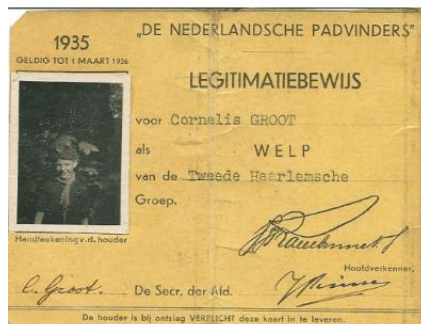 1935
GELDIG TOT 1 MAART 1936
„DE NEDERLANDSCHE PADVINDERS"
LEGITIMATIEBEWIJS
voor Cornelis GROOT
als WELP
van de Tweede Haarlemsche
Groep.
Handteekening v.d. houder
Hoofdverkenner.
C. Groot. De Secr. der Afd.
De houder is bij ontslag VERPLICHT deze kaart in te leveren.